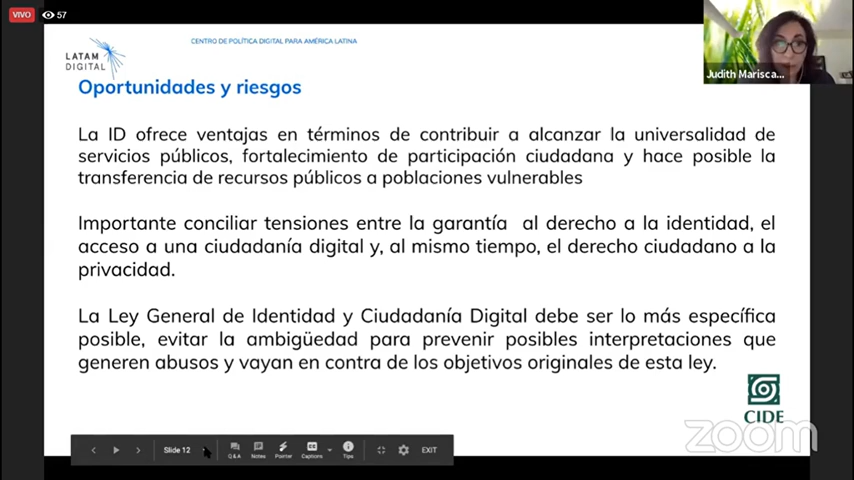 VIVO
57
LATAM
DIGITAL
CENTRO DE POLÍTICA DIGITAL PARA AMÉRICA LATINA
Judith Marisca...
Oportunidades y riesgos
La ID ofrece ventajas en términos de contribuir a alcanzar la universalidad de
servicios públicos, fortalecimiento de participación ciudadana y hace posible la
transferencia de recursos públicos a poblaciones vulnerables
Importante conciliar tensiones entre la garantía al derecho a la identidad, el
acceso a una ciudadanía digital y, al mismo tiempo, el derecho ciudadano a la
privacidad.
La Ley General de Identidad y Ciudadanía Digital debe ser lo más específica
posible, evitar la ambigüedad para prevenir posibles interpretaciones que
generen abusos y vayan en contra de los objetivos originales de esta ley.
CIDE
zoom
Slide 12
Q&A
Notes
Pointer
Captions
Tips
EXIT